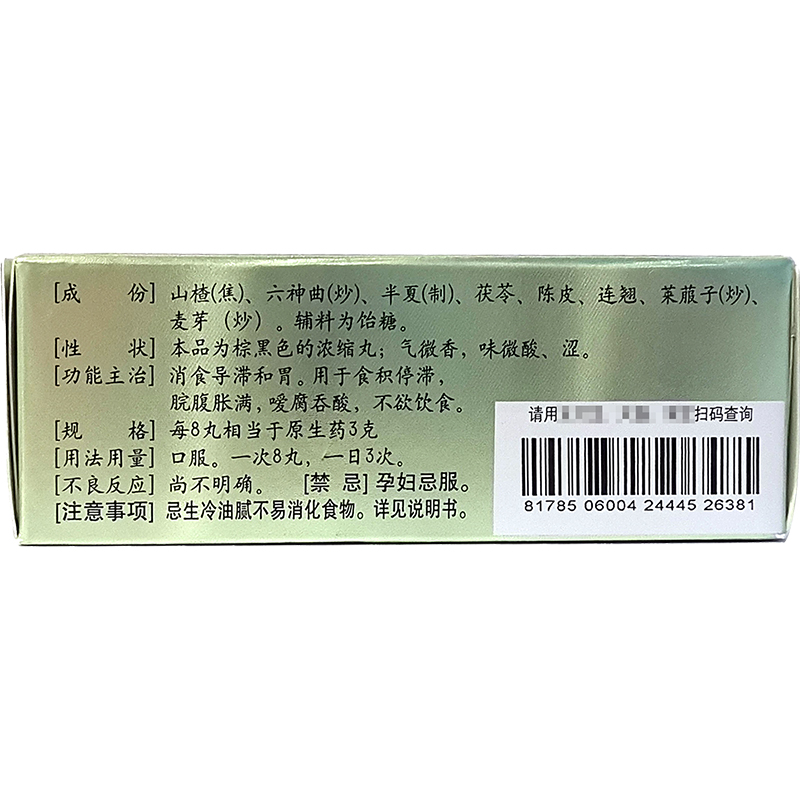 [成 份] 山楂(焦)、六神曲(炒)、半夏(制)、茯苓、陈皮、连翘、莱菔子(炒)、
麦芽（炒）。辅料为饴糖。
[性 状] 本品为棕黑色的浓缩丸；气微香，味微酸、涩。
[功能主治] 消食导滞和胃。用于食积停滞，
脘腹胀满，嗳腐吞酸，不欲饮食。
[规 格] 每8丸相当于原生药3克
[用法用量] 口服。一次8丸，一日3次。
[不良反应] 尚不明确。 [禁 忌] 孕妇忌服。
[注意事项] 忌生冷油腻不易消化食物。详见说明书。
请用 扫码查询
81785 06004 24445 26381